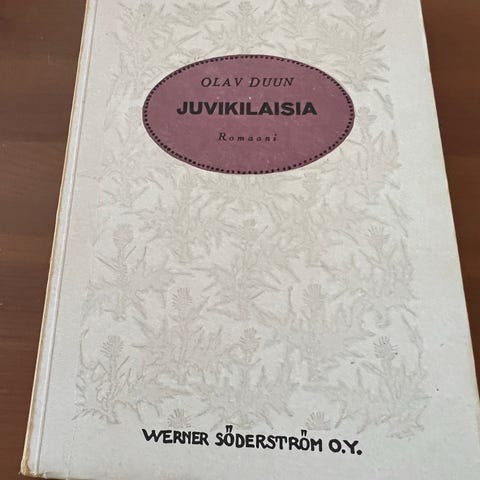 OLAV DUUN
JUVIKILAISIA
Romaani
WERNER SÖDERSTRÖM O.Y.